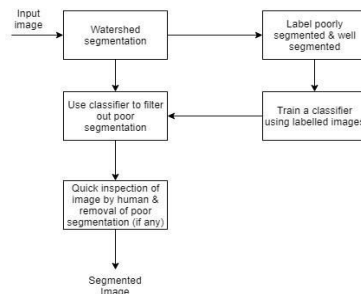 Input
image
Watershed
segmentation
Label poorly
segmented & well
segmented
Use classifier to filter
out poor
segmentation
Train a classifier
using labelled images
Quick inspection of
image by human &
removal of poor
segmentation (if any)
Segmented
Image